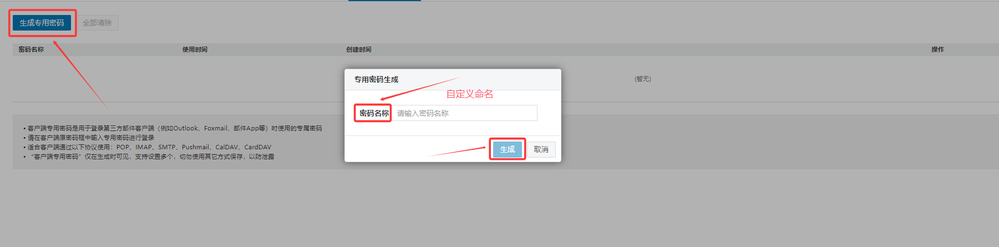 生成专用密码 全部清除
密码名称 使用时间 创建时间 操作
(暂无)
专用密码生成
自定义命名
密码名称 请输入密码名称
生成 取消
• 客户端专用密码是用于登录第三方邮件客户端（例如Outlook、Foxmail、邮件App等）时使用的专属密码
• 请在客户端原密码框中输入专用密码进行登录
• 适合客户端通过以下协议使用：POP、IMAP、SMTP、Pushmail、CalDAV、CardDAV
• “客户端专用密码”仅在生成时可见，支持设置多个，切勿使用其它方式保存，以防泄露